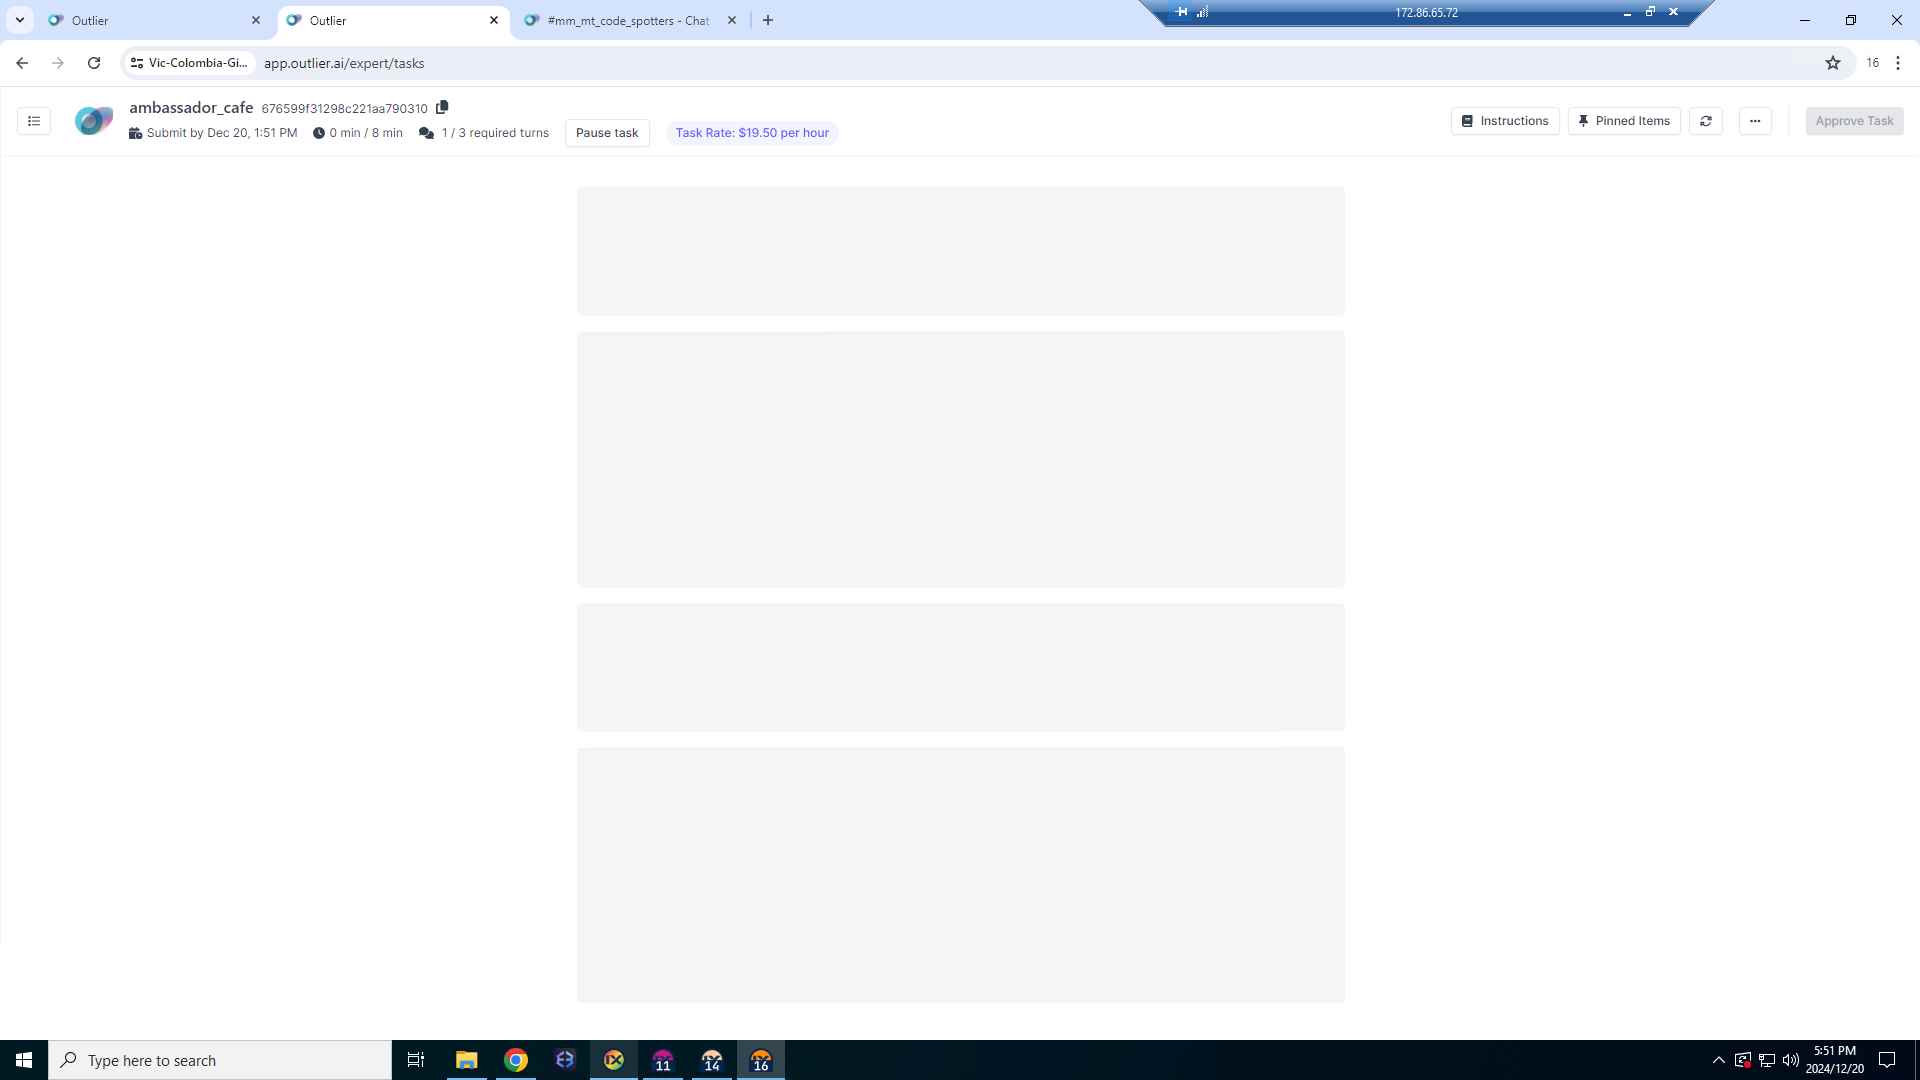 Outlier
Outlier
#mm_mt_code_spotters - Chat
172.86.65.72
Vic-Colombia-Gi...
app.outlier.ai/expert/tasks
16
ambassador_cafe 676599f31298c221aa790310
Submit by Dec 20, 1:51 PM
0 min / 8 min
1 / 3 required turns
Pause task
Task Rate: $19.50 per hour
Instructions
Pinned Items
Approve Task
Type here to search
11
14
16
5:51 PM
2024/12/20